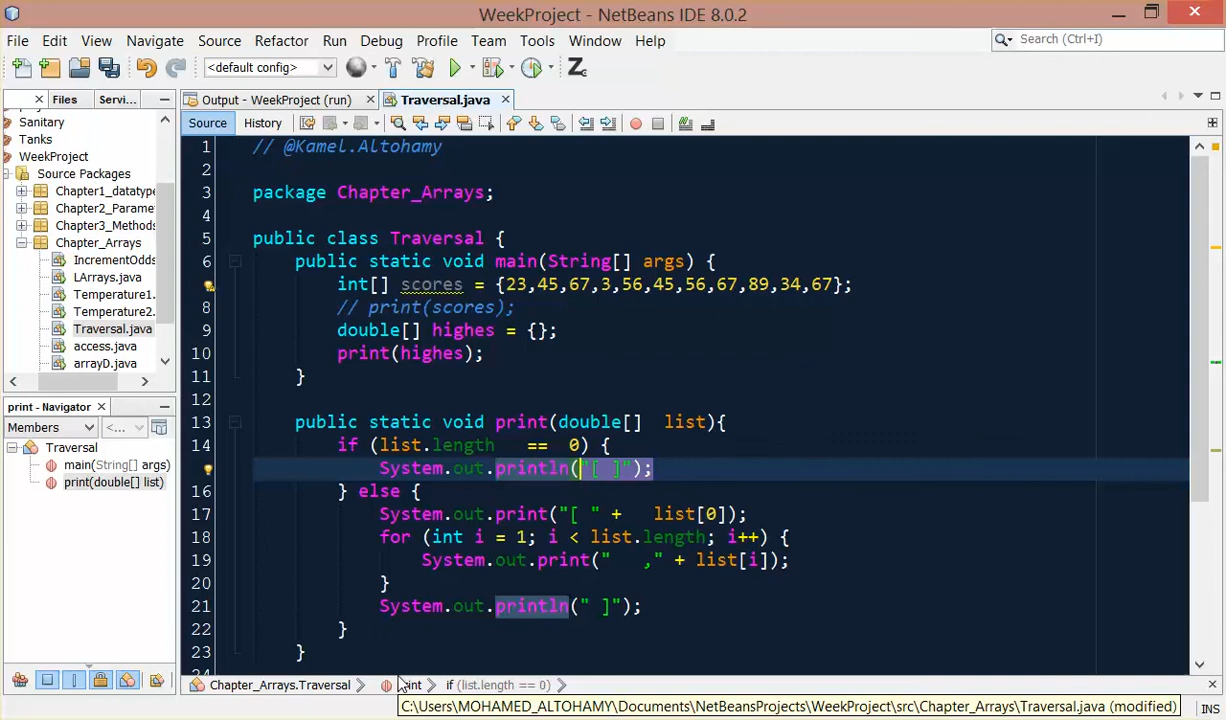 WeekProject - NetBeans IDE 8.0.2
File Edit View Navigate Source Refactor Run Debug Profile Team Tools Window Help
Search (Ctrl+I)
<default config>
Files Servi...
Output - WeekProject (run)
Traversal.java
Source History
Sanitary
Tanks
WeekProject
Source Packages
Chapter1_datatype
Chapter2_Parame
Chapter3_Methods
Chapter_Arrays
IncrementOdds
LArrays.java
Temperature1.
Temperature2.
Traversal.java
access.java
arrayD.java
print - Navigator
Members <...
Traversal
main(String[] args)
print(double[] list)
1 // @Kamel.Altohamy
2
3 package Chapter_Arrays;
4
5 public class Traversal {
6 public static void main(String[] args) {
int[] scores = {23,45,67,3,56,45,56,67,89,34,67};
8 // print(scores);
9 double[] highes = {};
10 print(highes);
11 }
12
13 public static void print(double[] list){
14 if (list.length == 0) {
System.out.println("[ ]");
16 } else {
17 System.out.print("[ " + list[0]);
18 for (int i = 1; i < list.length; i++) {
19 System.out.print(" ," + list[i]);
20 }
21 System.out.println(" ]");
22 }
23 }
Chapter_Arrays.Traversal
if (list.length == 0)
C:\Users\MOHAMED_ALTOHAMY\Documents\NetBeansProjects\WeekProject\src\Chapter_Arrays\Traversal.java (modified)
INS